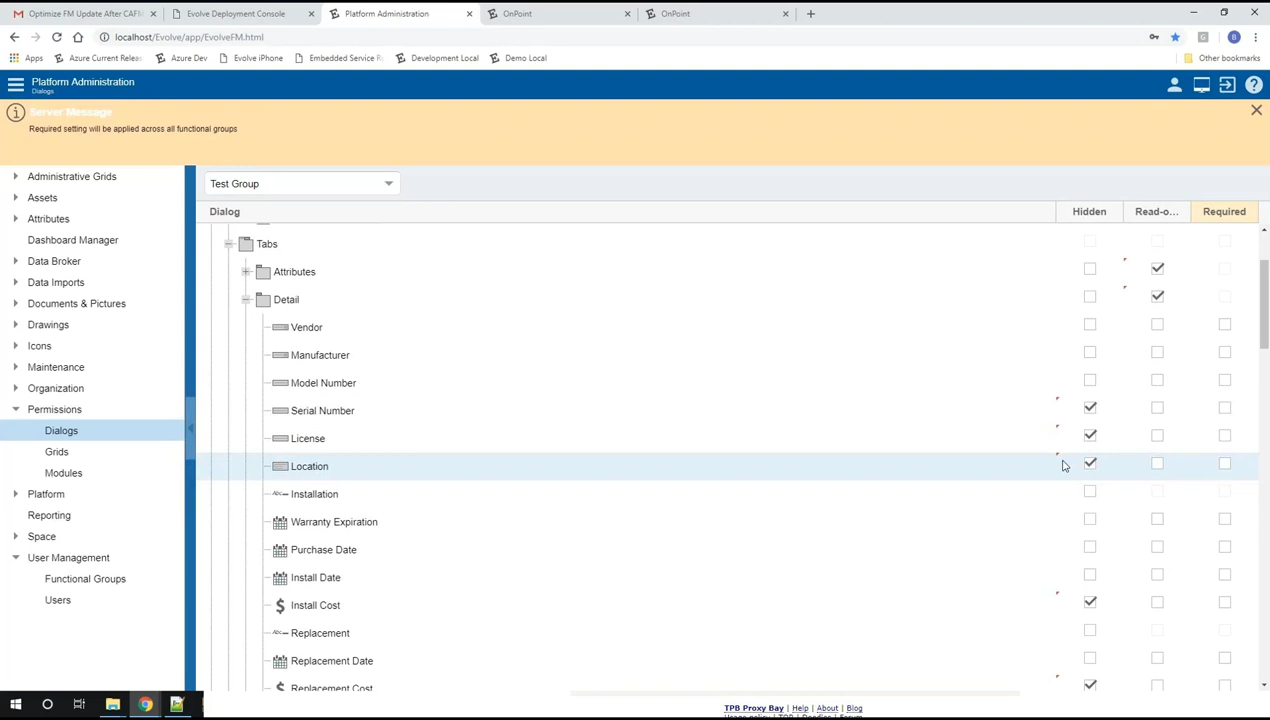 Optimize FM Update After CAFM
Evolve Deployment Console
Platform Administration
OnPoint
OnPoint
localhost/Evolve/app/EvolveFM.html
Apps
Azure Current Releas
Azure Dev
Evolve iPhone
Embedded Service R
Development Local
Demo Local
Other bookmarks
Platform Administration
Dialogs
Server Message
Required setting will be applied across all functional groups
Administrative Grids
Assets
Attributes
Dashboard Manager
Data Broker
Data Imports
Documents & Pictures
Drawings
Icons
Maintenance
Organization
Permissions
Dialogs
Grids
Modules
Platform
Reporting
Space
User Management
Functional Groups
Users
Test Group
Dialog
Hidden
Read-o...
Required
Tabs
Attributes
Detail
Vendor
Manufacturer
Model Number
Serial Number
License
Location
Abc Installation
Warranty Expiration
Purchase Date
Install Date
$ Install Cost
Abc Replacement
Replacement Date
Replacement Cost
TPB Proxy Bay | Help | About | Blog